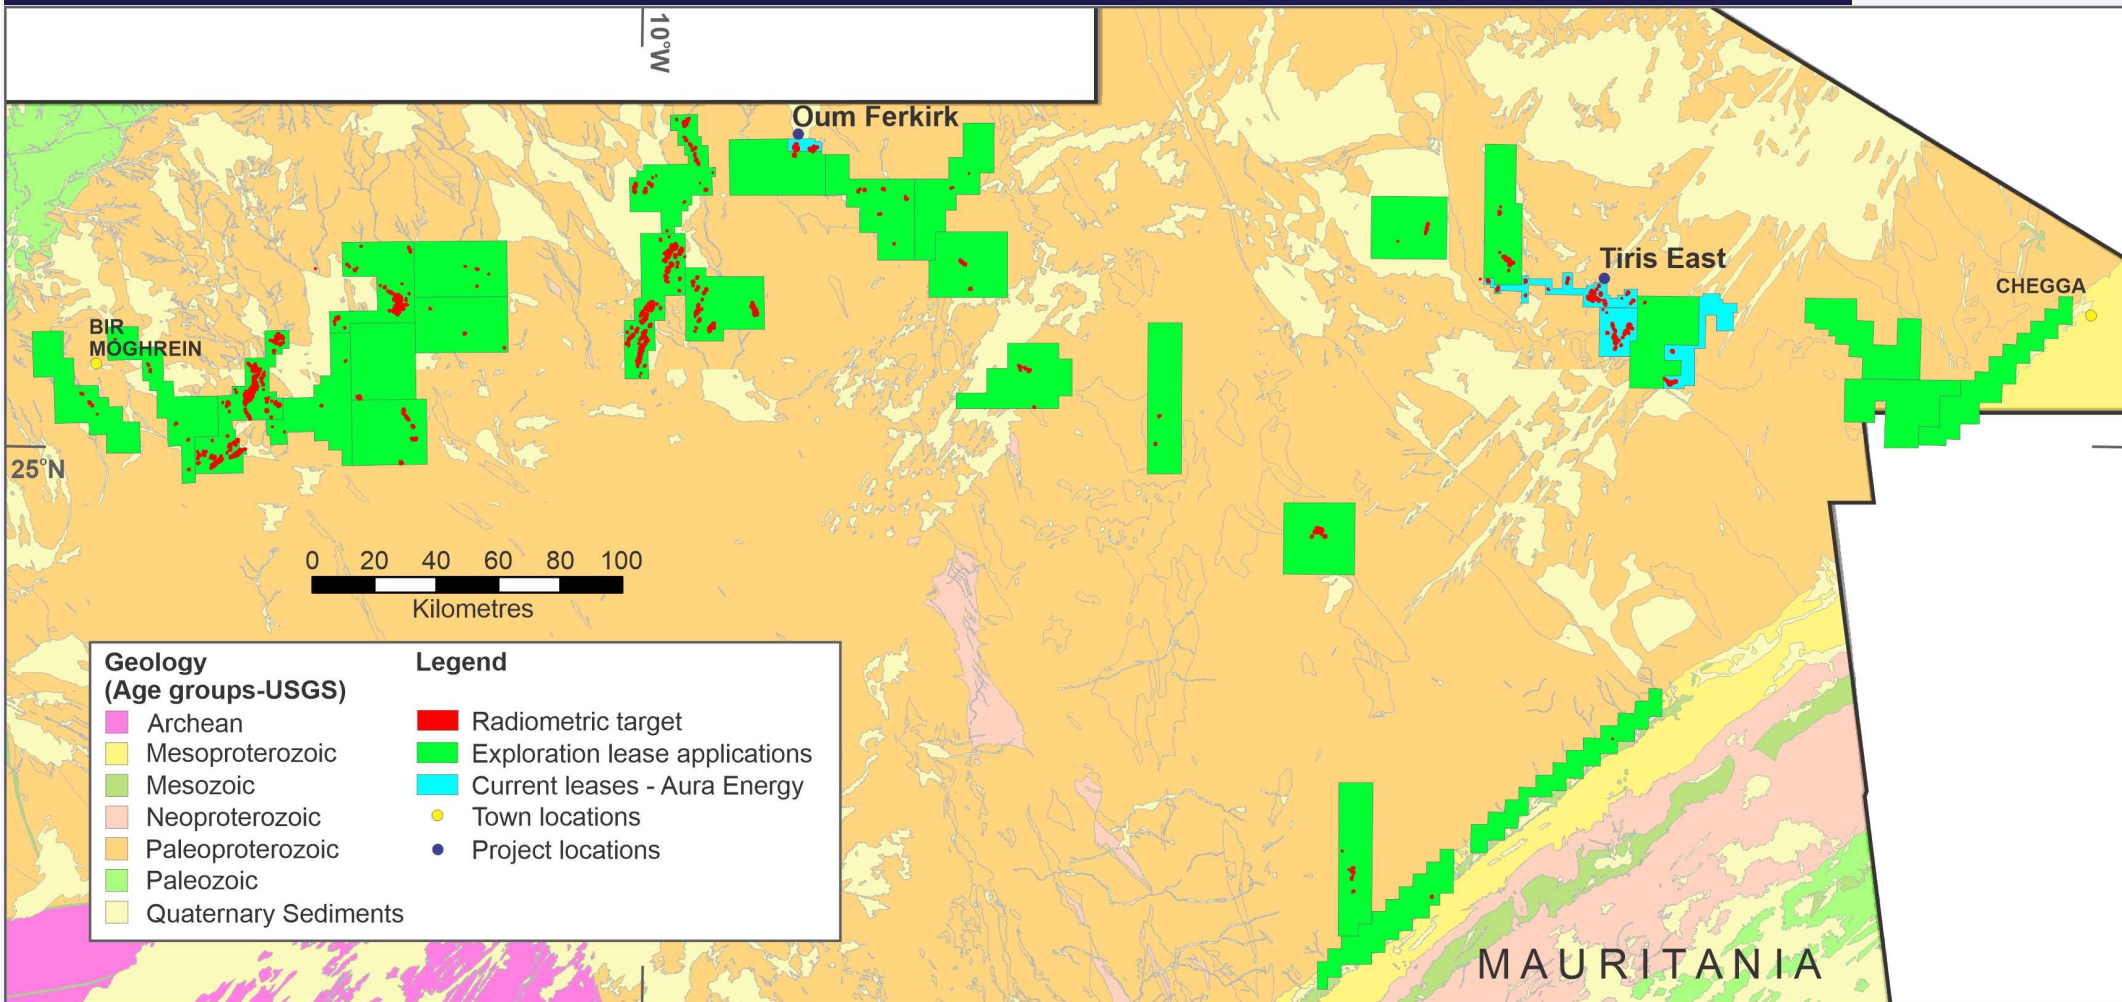 10°W
Oum Ferkirk
Tiris East
CHEGGA
BIR
MOGHREIN
25°N
0 20 40 60 80 100
Kilometres
Geology
(Age groups-USGS)
Archean
Mesoproterozoic
Mesozoic
Neoproterozoic
Paleoproterozoic
Paleozoic
Quaternary Sediments
Legend
Radiometric target
Exploration lease applications
Current leases - Aura Energy
Town locations
Project locations
MAURITANIA